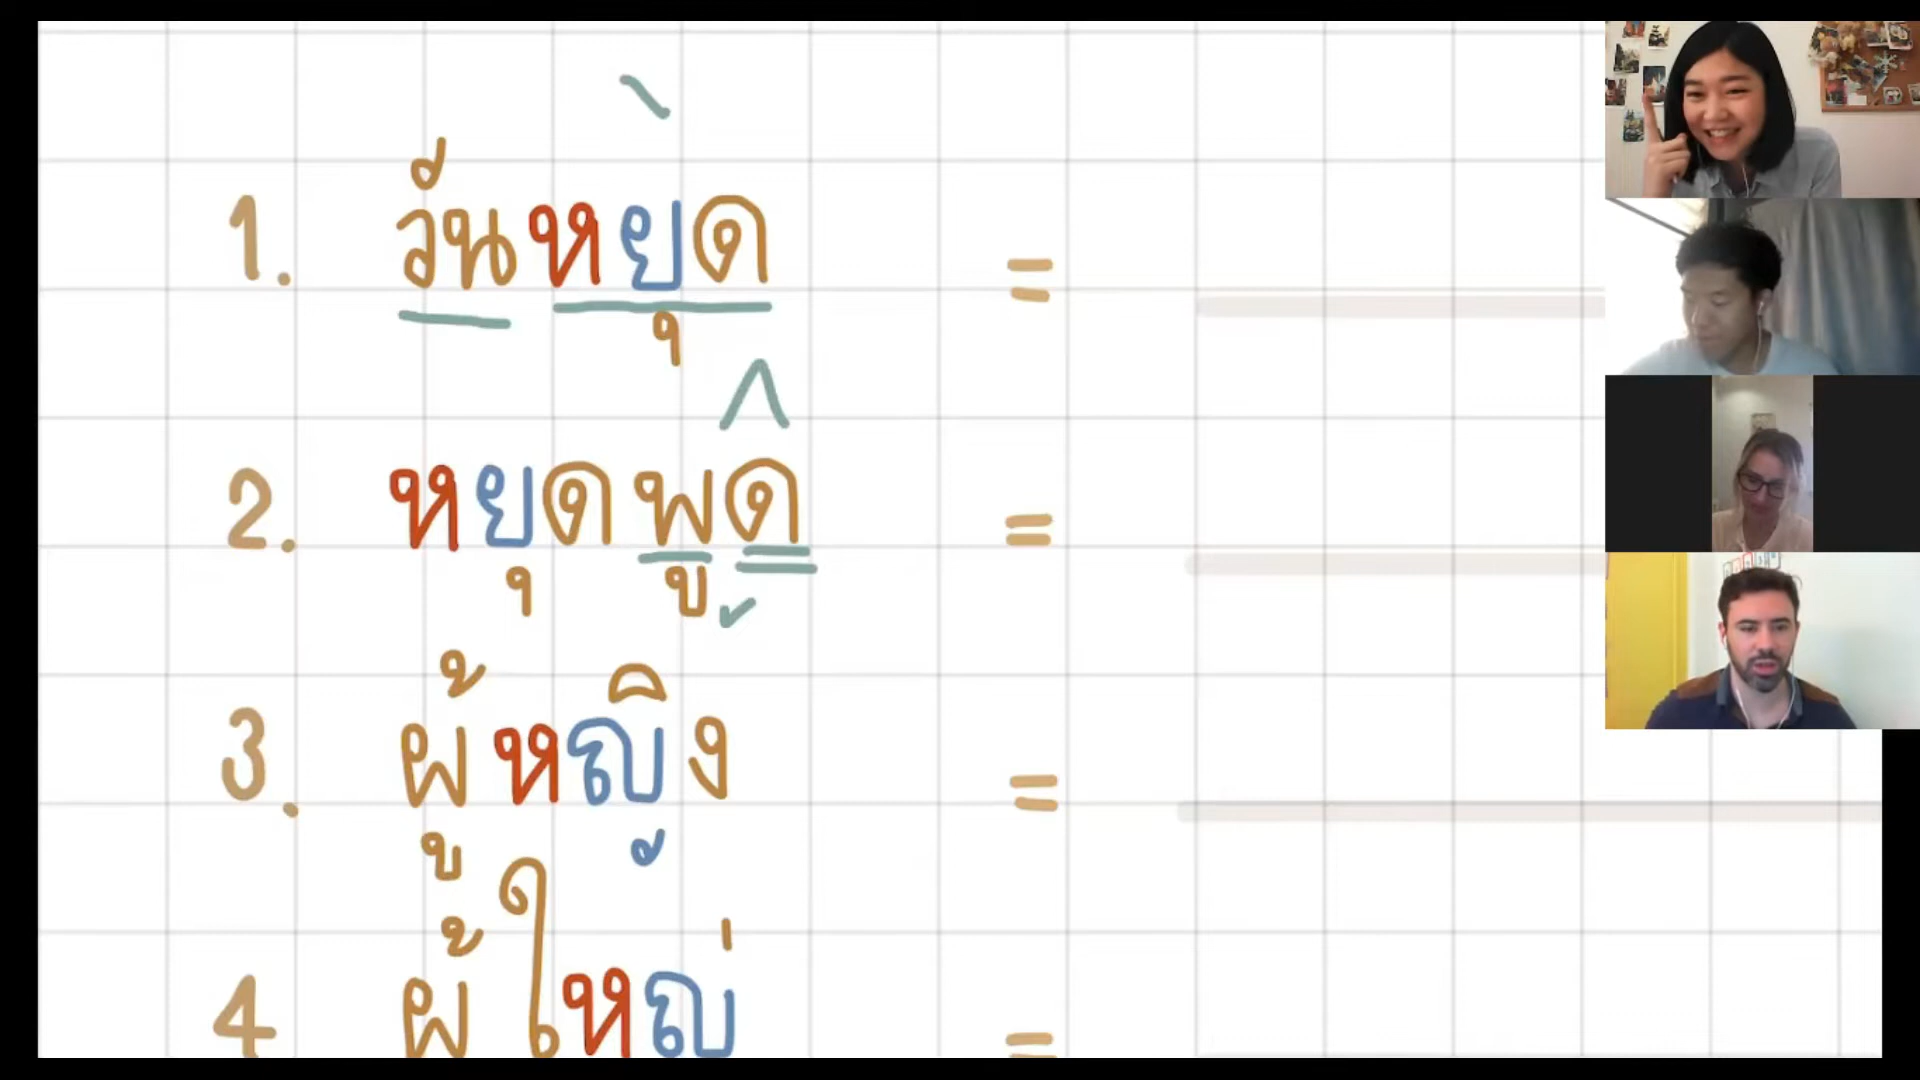 1. วันหยุด =
2. หยุดพูด =
3. ผู้หญิง =
4 ผู้ใหญ่ =